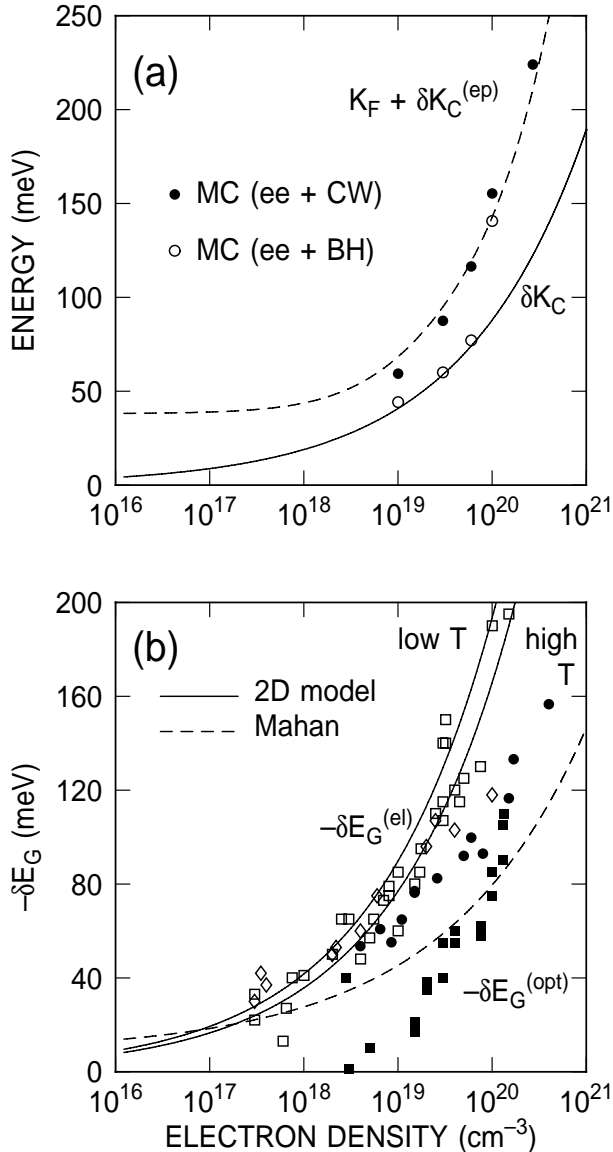 250
(a)
K_F + δK_C^(ep)
200
MC (ee + CW)
150
MC (ee + BH)
ENERGY (meV)
100
δK_C
50
0
10^16 10^17 10^18 10^19 10^20 10^21
200
(b)
low T high
T
2D model
160
Mahan
120
−δE_G^(el)
−δE_G (meV)
80
40
−δE_G^(opt)
0
10^16 10^17 10^18 10^19 10^20 10^21
ELECTRON DENSITY (cm^−3)